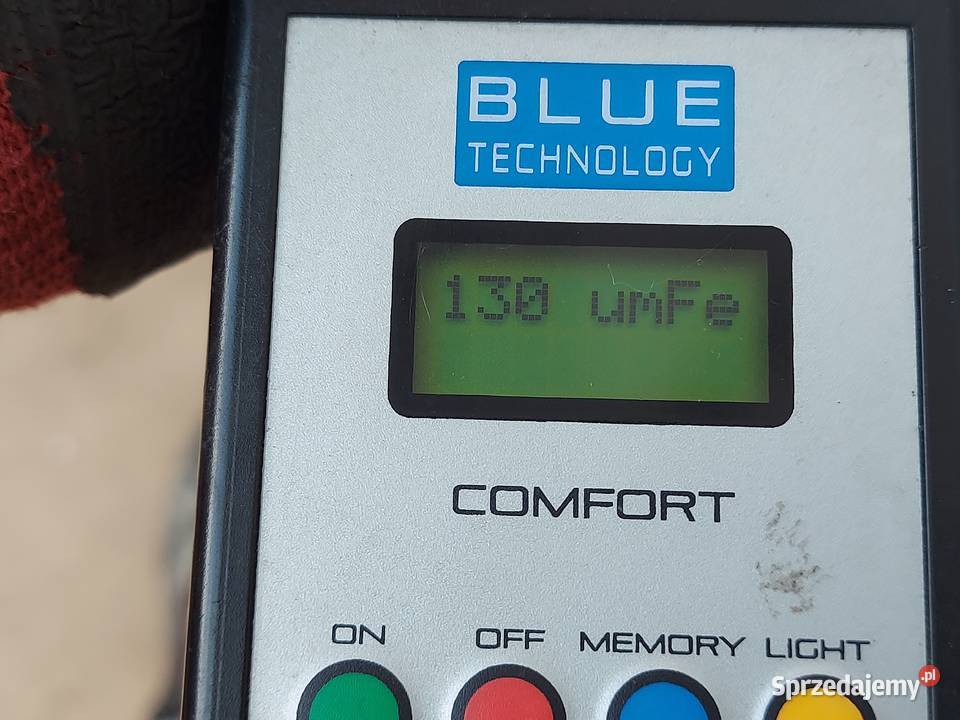 BLUE
TECHNOLOGY
130 umFe
COMFORT
ON OFF MEMORY LIGHT
Sprzedajemy.pl